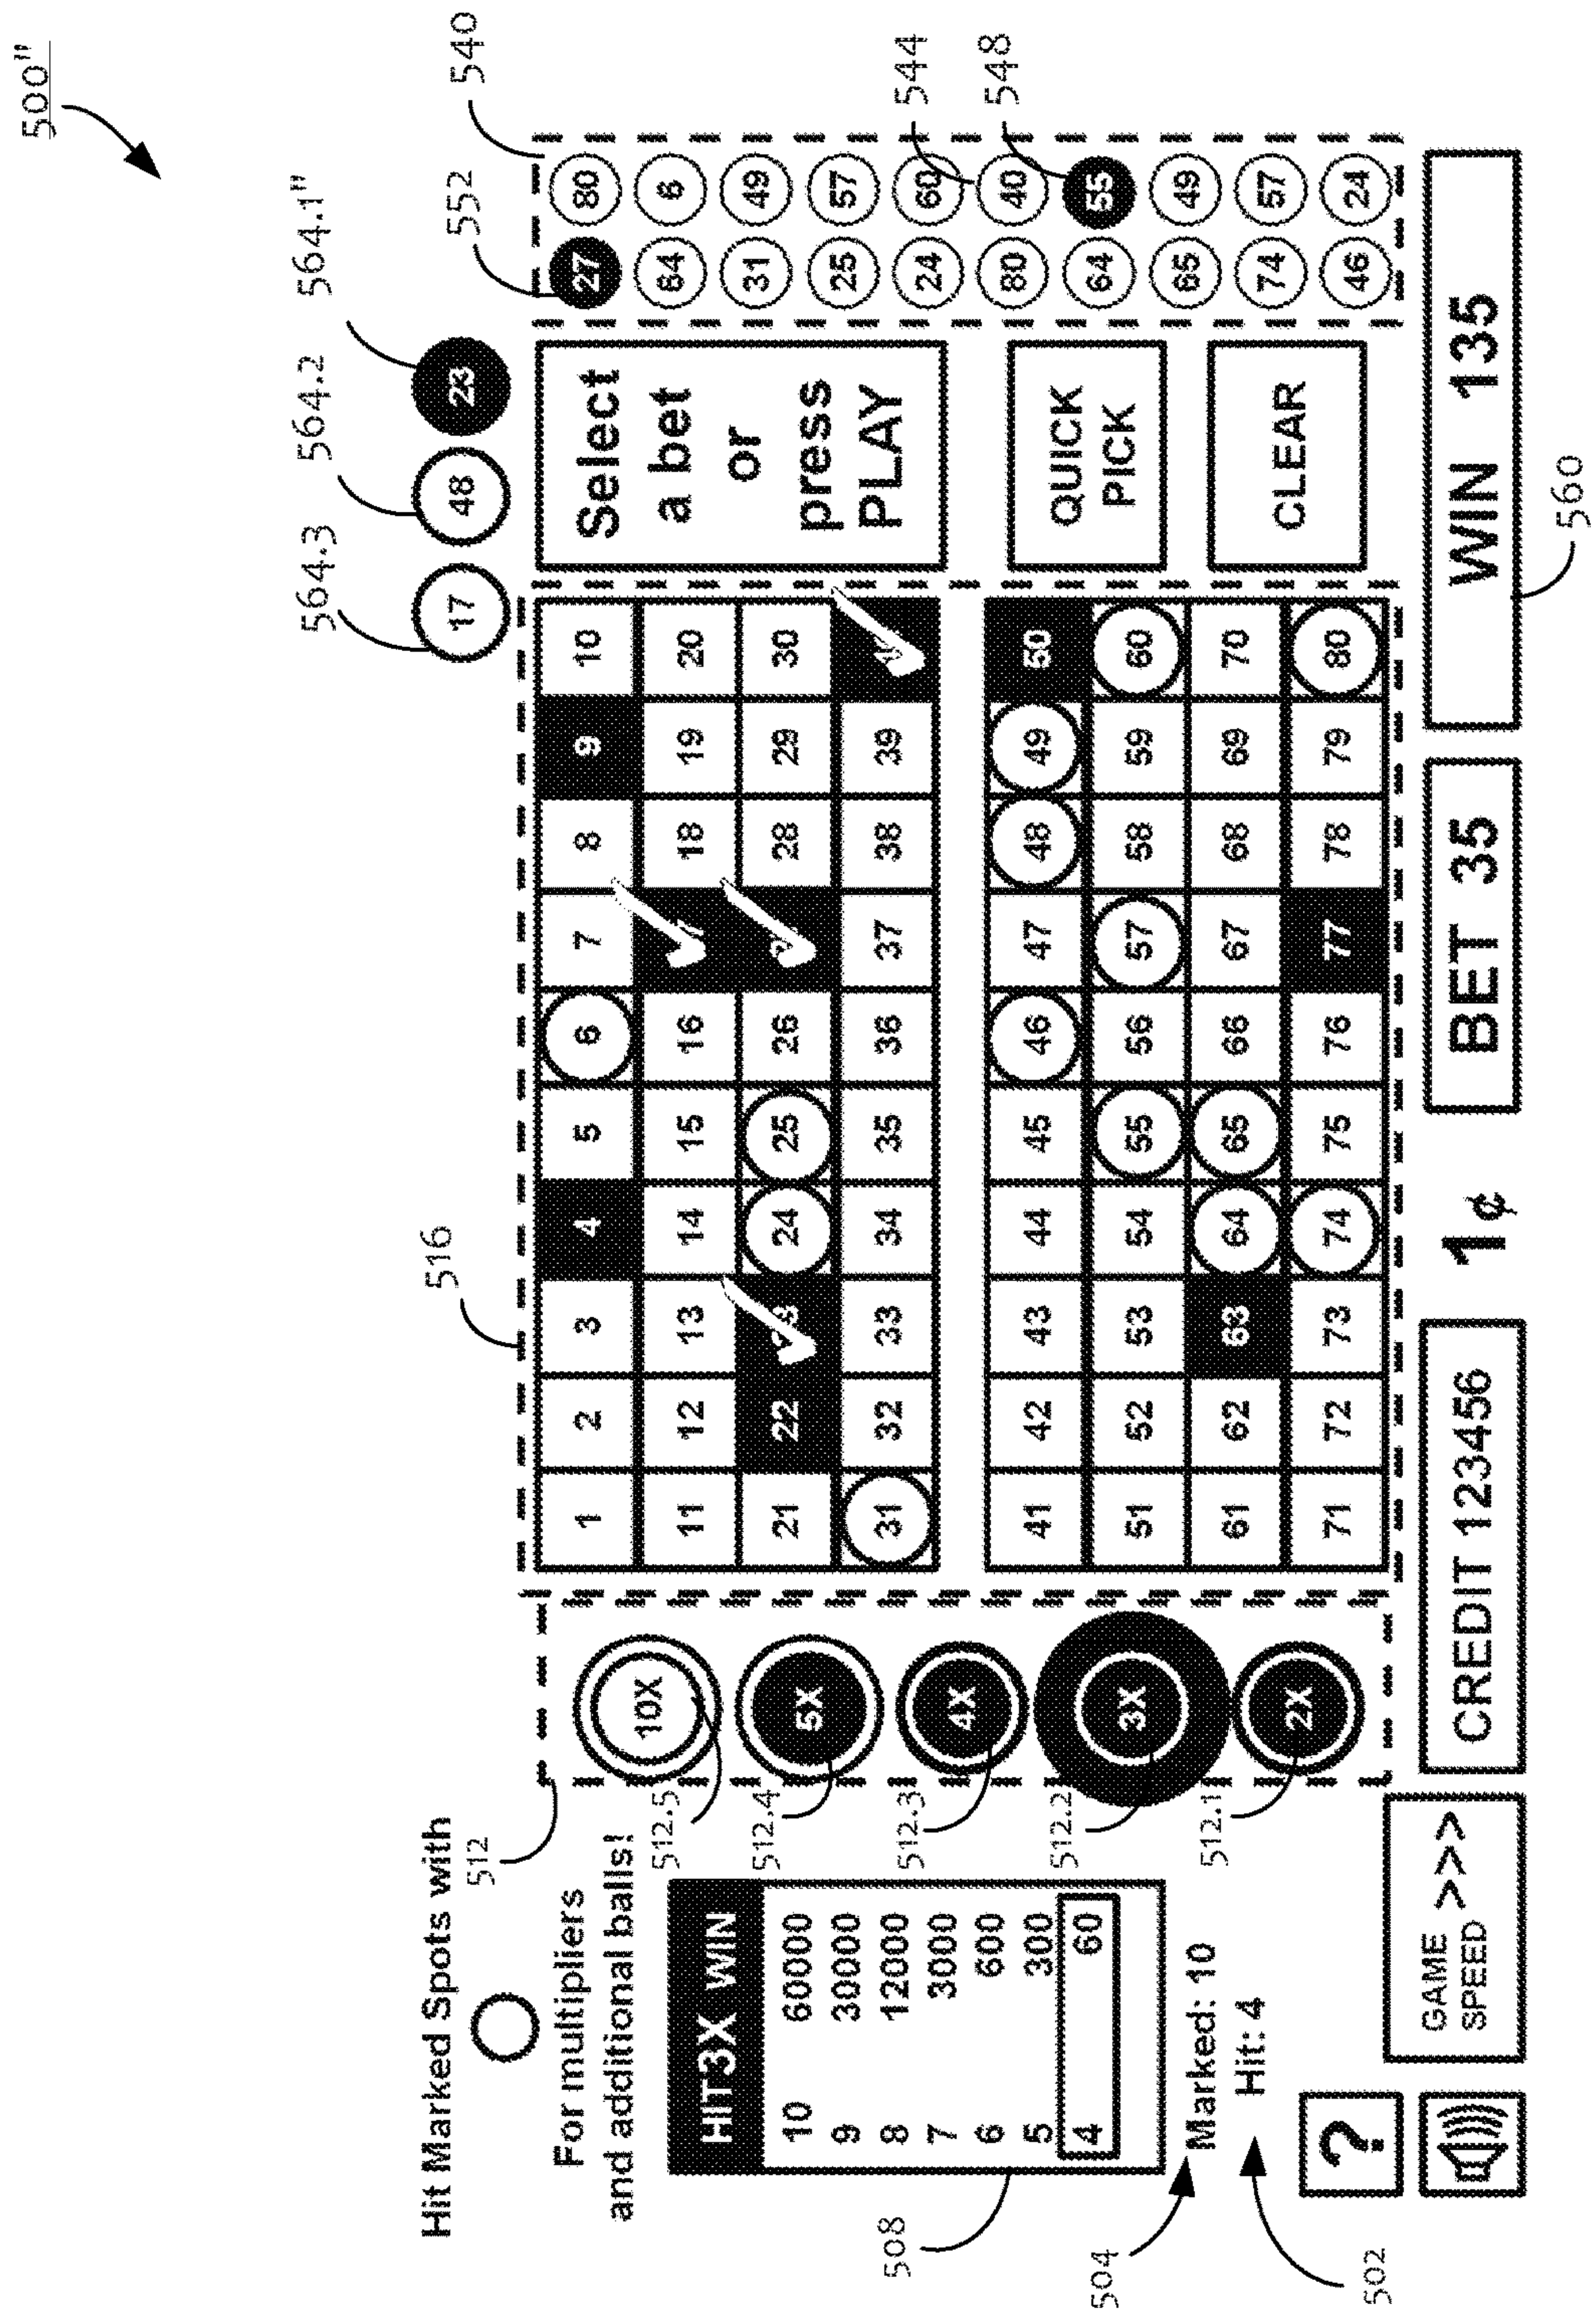 500"
564.3
564.2
564.1"
552
540
17
48
23
Hit Marked Spots with
For multipliers
and additional balls!
HIT 3X WIN
10 60000
9 30000
8 12000
7 3000
6 600
5 300
4 60
508
504
Marked: 10
502
Hit: 4
512
512.5
512.4
512.3
512.2
512.1
10X
5X
4X
3X
2X
516
1 2 3 4 5 6 7 8 9 10
11 12 13 14 15 16 18 19 20
21 22 24 25 26 28 29 30
31 32 33 34 35 36 37 38 39
41 42 43 44 45 46 47 48 49 50
51 52 53 54 55 56 57 58 59 60
61 62 63 64 65 66 67 68 69 70
71 72 73 74 75 76 77 78 79 80
Select
a bet
or
press
PLAY
QUICK
PICK
CLEAR
27 80
64 6
31 49
25 57
24 60
80 40
64 55
65 49
74 57
46 24
544
548
?
GAME
SPEED >>>
CREDIT 123456
1¢
BET 35
WIN 135
560